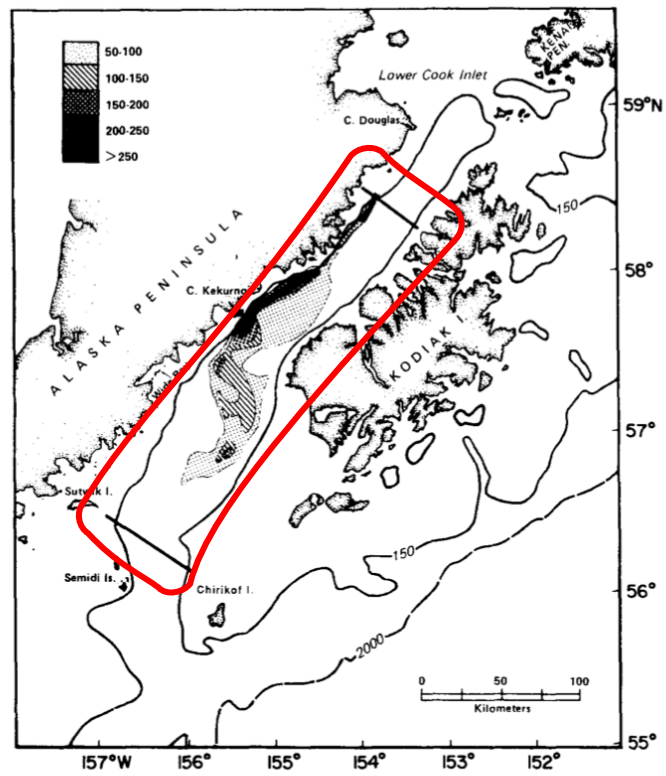 50-100
100-150
150-200
200-250
>250
KENAI
PEN.
Lower Cook Inlet
59°N
C. Douglas
150
ALASKA PENINSULA
58°
C. Kekurnoi
KODIAK I.
57°
Sutwik I.
Semidi Is.
Chirikof I.
150
56°
2000
0 50 100
Kilometers
55°
157°W 156° 155° 154° 153° 152°